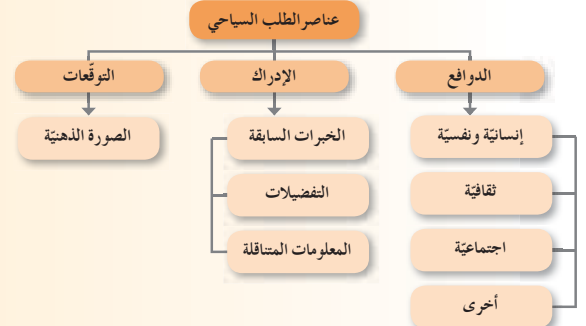 عناصر الطلب السياحي
الدوافع
الإدراك
التوقّعات
إنسانيّة ونفسيّة
الخبرات السابقة
الصورة الذهنيّة
ثقافيّة
التفضيلات
اجتماعيّة
المعلومات المتناقلة
أخرى